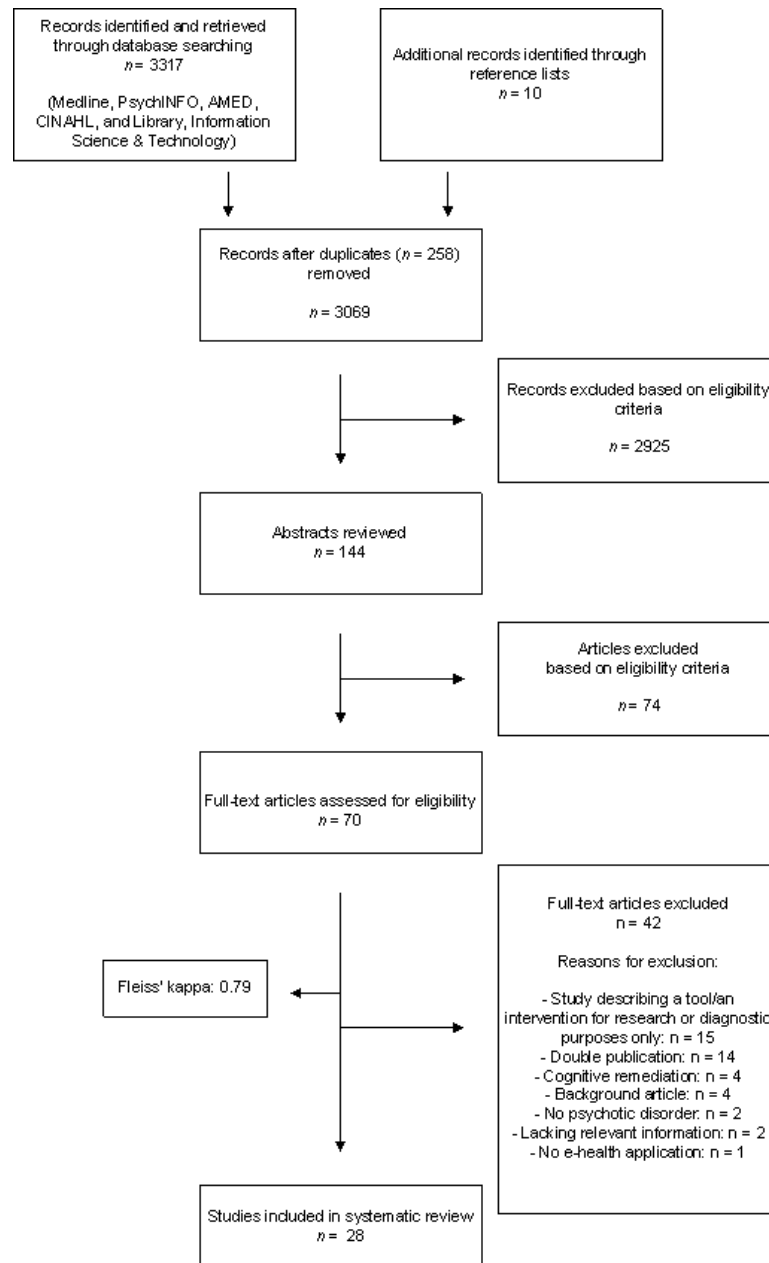 Records identified and retrieved
through database searching
n = 3317
(Medline, PsychINFO, AMED,
CINAHL, and Library, Information
Science & Technology)
Additional records identified through
reference lists
n = 10
Records after duplicates (n = 258)
removed
n = 3069
Records excluded based on eligibility
criteria
n = 2925
Abstracts reviewed
n = 144
Articles excluded
based on eligibility criteria
n = 74
Full-text articles assessed for eligibility
n = 70
Full-text articles excluded
n = 42
Reasons for exclusion:
- Study describing a tool/an
intervention for research or diagnostic
purposes only: n = 15
- Double publication: n = 14
- Cognitive remediation: n = 4
- Background article: n = 4
- No psychotic disorder: n = 2
- Lacking relevant information: n = 2
- No e-health application: n = 1
Fleiss' kappa: 0.79
Studies included in systematic review
n = 28